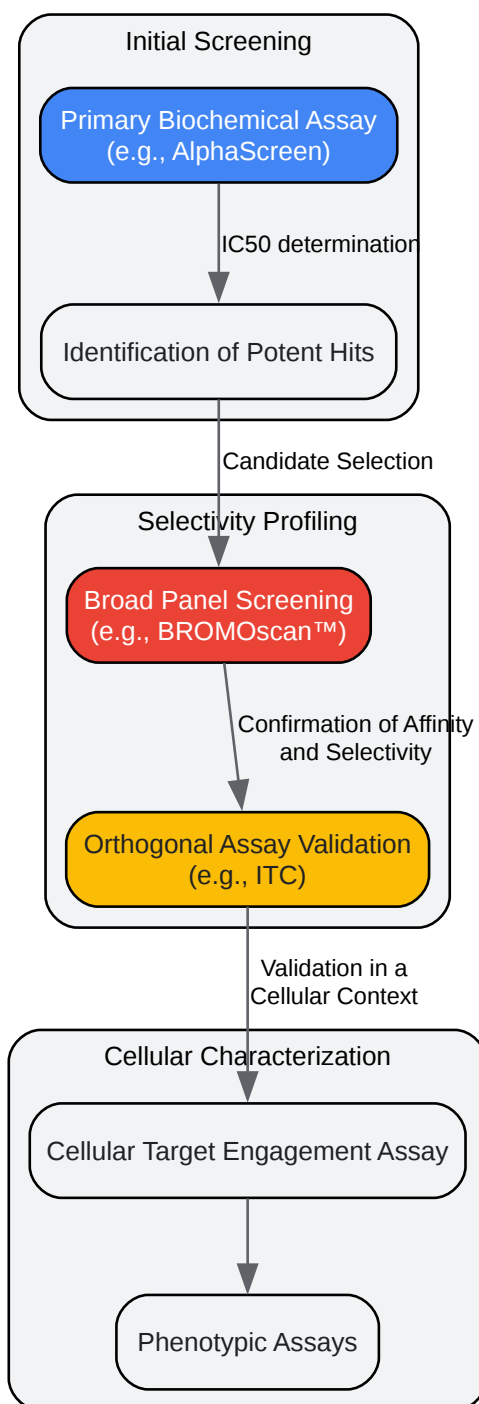 Initial Screening
Primary Biochemical Assay
(e.g., AlphaScreen)
IC50 determination
Identification of Potent Hits
Candidate Selection
Selectivity Profiling
Broad Panel Screening
(e.g., BROMOscan™)
Confirmation of Affinity
and Selectivity
Orthogonal Assay Validation
(e.g., ITC)
Validation in a
Cellular Context
Cellular Characterization
Cellular Target Engagement Assay
Phenotypic Assays